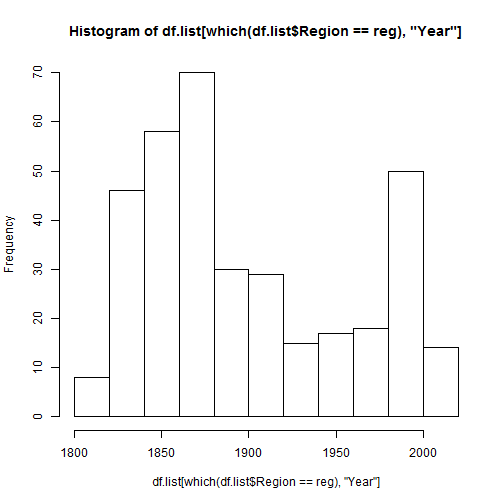 Histogram of df.list[which(df.list$Region == reg), "Year"]
Frequency
70
60
50
40
30
20
10
0
1800 1850 1900 1950 2000
df.list[which(df.list$Region == reg), "Year"]